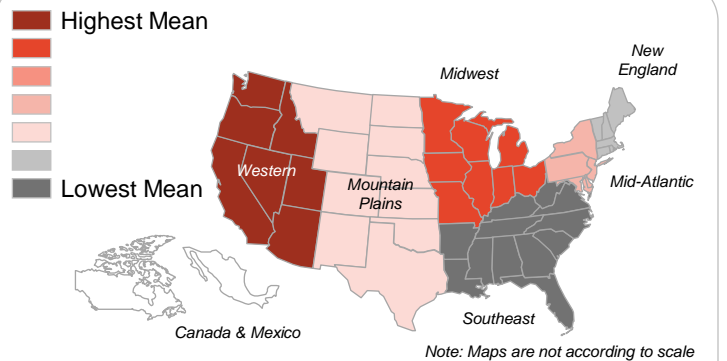 Highest Mean
New
England
Midwest
Western
Mountain
Plains
Mid-Atlantic
Lowest Mean
Southeast
Canada & Mexico
Note: Maps are not according to scale